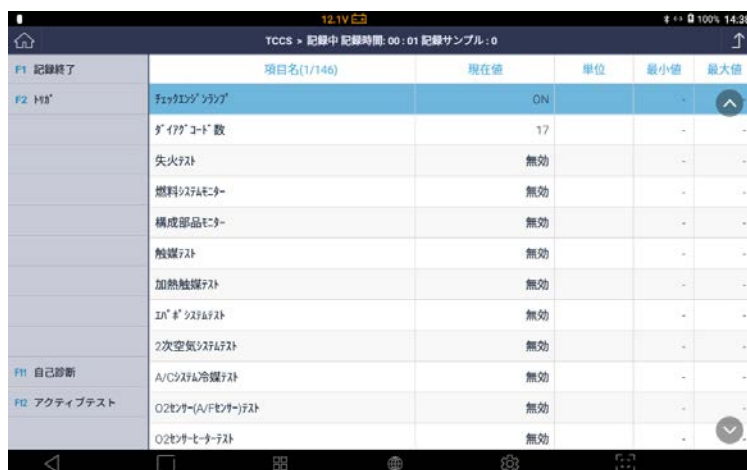 12.1V
100% 14:38
TCCS > 記録中 記録時間: 00 : 01 記録サンプル : 0
F1 記録終了
F2 ﾄﾘｶﾞ
F11 自己診断
F12 アクティブテスト
項目名(1/146) 現在値 単位 最小値 最大値
ﾁｪｯｸｴﾝｼﾞﾝﾗﾝﾌﾟ ON - -
ﾀﾞｲｱｸﾞｺｰﾄﾞ数 17 - -
失火ﾃｽﾄ 無効 - -
燃料ｼｽﾃﾑﾓﾆﾀｰ 無効 - -
構成部品ﾓﾆﾀｰ 無効 - -
触媒ﾃｽﾄ 無効 - -
加熱触媒ﾃｽﾄ 無効 - -
ｴﾊﾞﾎﾟｼｽﾃﾑﾃｽﾄ 無効 - -
2次空気ｼｽﾃﾑﾃｽﾄ 無効 - -
A/Cｼｽﾃﾑ冷媒ﾃｽﾄ 無効 - -
O2ｾﾝｻｰ(A/Fｾﾝｻｰ)ﾃｽﾄ 無効 - -
O2ｾﾝｻｰﾋｰﾀｰﾃｽﾄ 無効 -